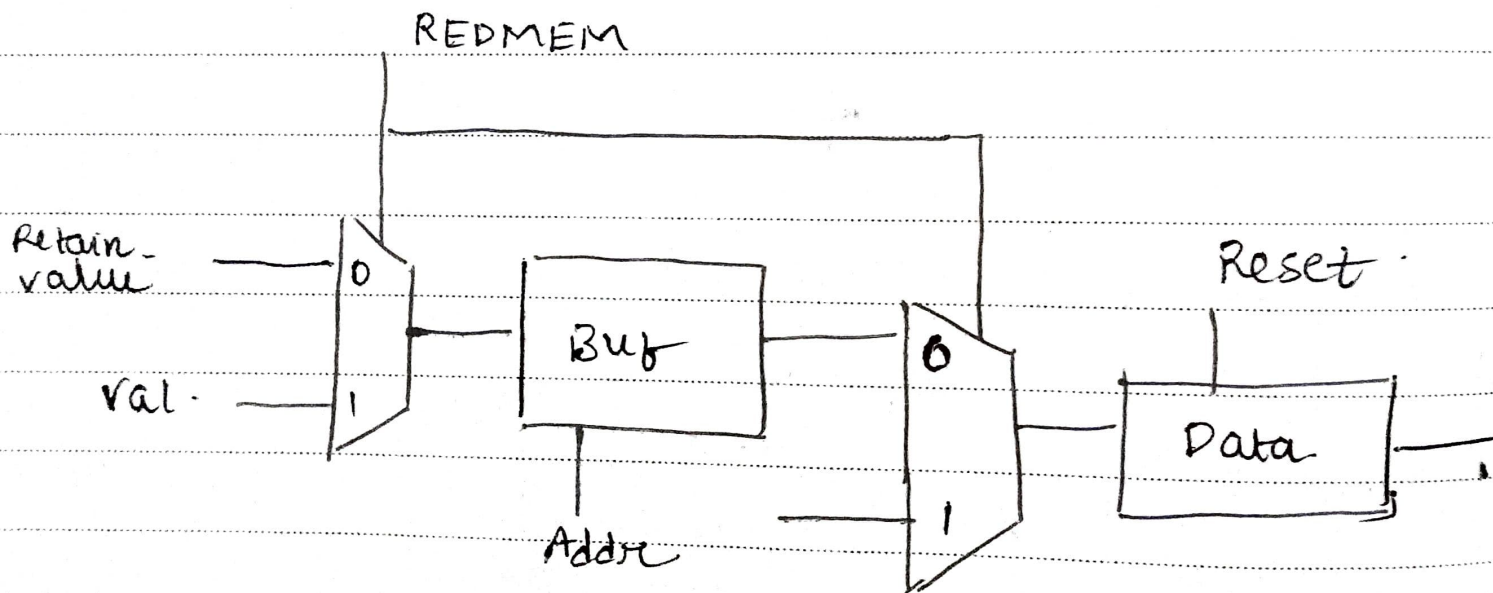 REDMEM
Retain-
value
0
Reset.
Buf
0
Val.
1
Data
1
Addr